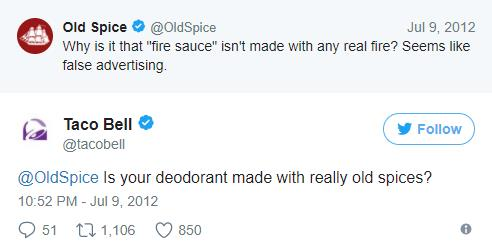 Old Spice @OldSpice Jul 9, 2012
Why is it that "fire sauce" isn't made with any real fire? Seems like
false advertising.
Taco Bell
@tacobell
Follow
@OldSpice Is your deodorant made with really old spices?
10:52 PM - Jul 9, 2012
51 1,106 850